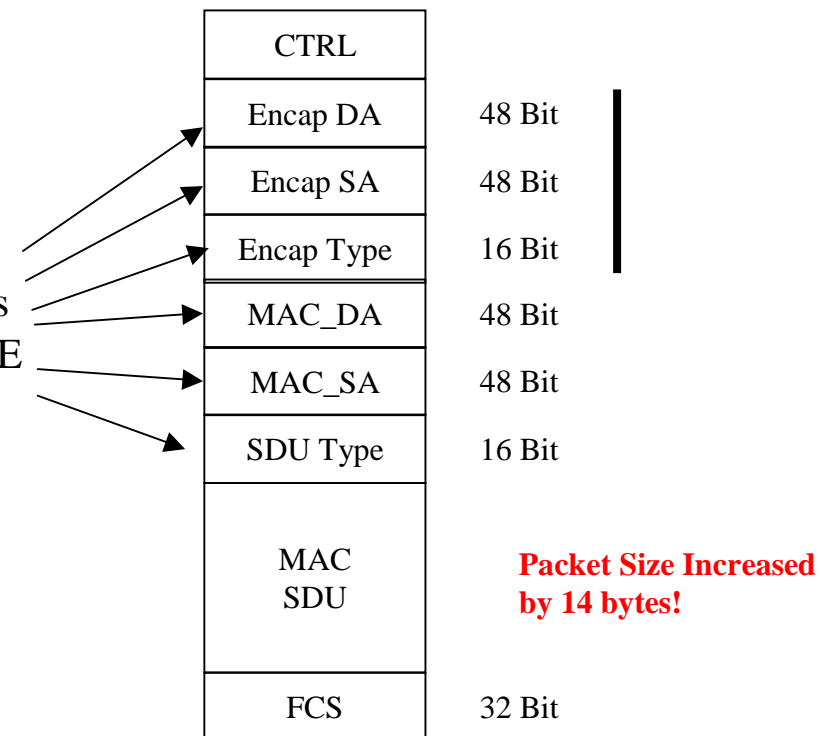 CTRL
Encap DA 48 Bit
Encap SA 48 Bit
Encap Type 16 Bit
s
MAC_DA 48 Bit
E
MAC_SA 48 Bit
SDU Type 16 Bit
MAC
SDU
Packet Size Increased
by 14 bytes!
FCS 32 Bit